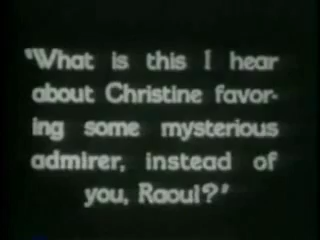 "What is this I hear
about Christine favor-
ing some mysterious
admirer, instead of
you, Raoul?"